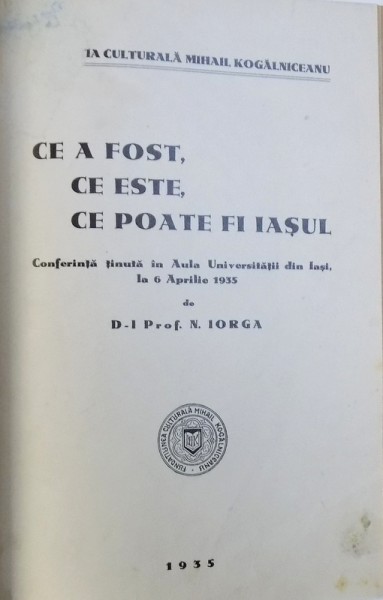 CULTURALĂ MIHAIL KOGĂLNICEANU
CE A FOST,
CE ESTE,
CE POATE FI IAȘUL
Conferință ținută în Aula Universității din Iași,
la 6 Aprilie 1935
de
D-l Prof. N. IORGA
FUNDAȚIUNEA CULTURALĂ MIHAIL KOGĂLNICEANU
1935